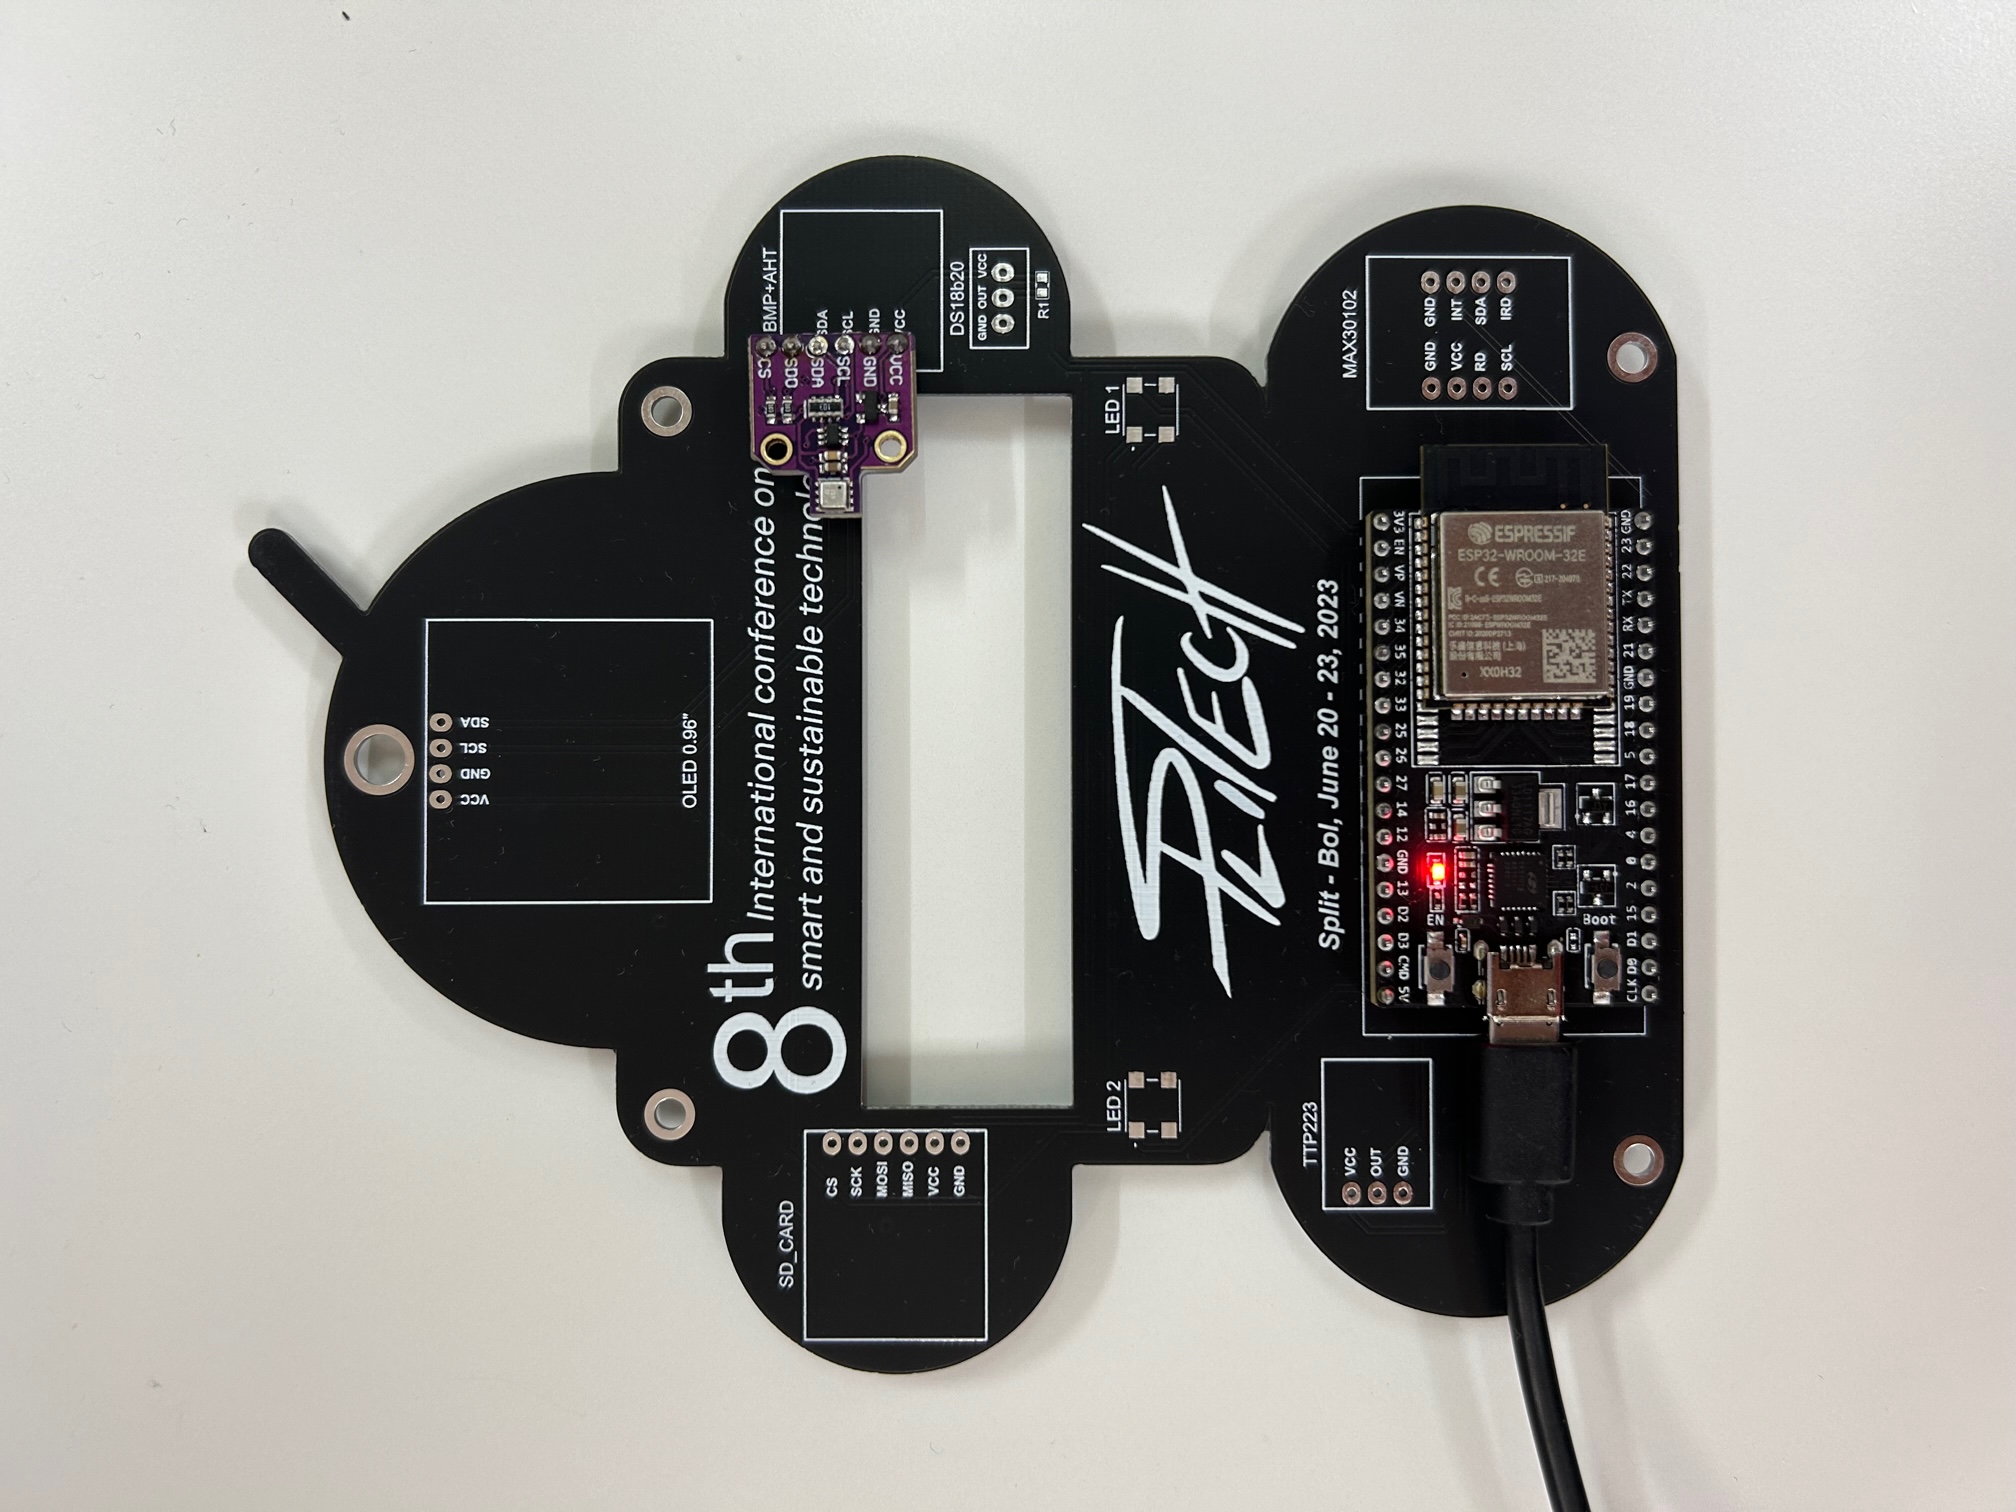 VCC
GND
SCL
SDA
OLED 0.96"
8th International conference on
smart and sustainable
SD_CARD
CS
SCK
MOSI
MISO
VCC
GND
CS
SDO
SDA
SCL
GND
VCC
BMP+AHT
SDA
SCL
GND
VCC
DS18b20
GND OUT VCC
R1
LED 2
LED 1
SPLITECH
Split - Bol, June 20 - 23, 2023
TTP223
VCC
OUT
GND
MAX30102
GND GND
VCC INT
RD SDA
SCL IRD
5V CMD D3 D2 13 GND 12 14 27 26 25 33 32 35 34 VN VP EN 3V3
EN
ESPRESSIF
ESP32-WROOM-32E
CE
XX0H32
Boot
CLK D0 D1 15 2 0 4 16 17 5 18 19 GND 21 RX TX 22 23 GND